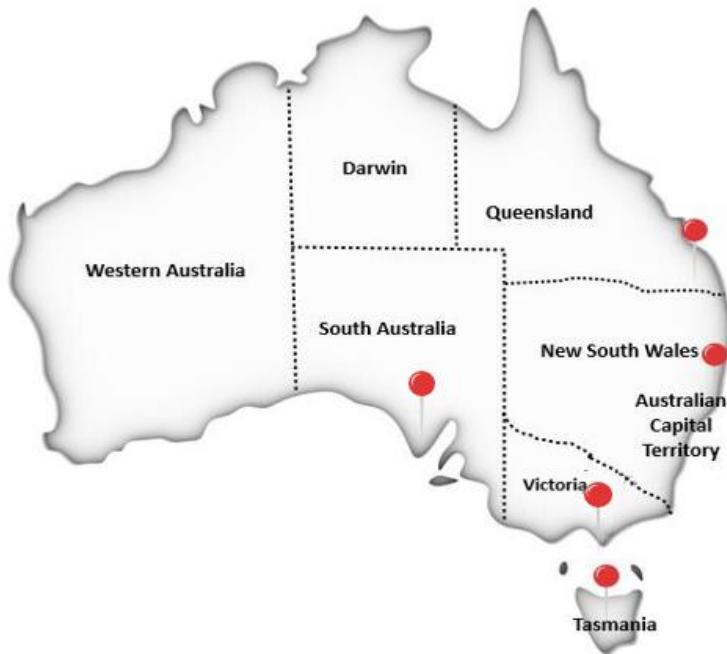 Darwin
Queensland
Western Australia
South Australia
New South Wales
Australian
Capital
Territory
Victoria
Tasmania